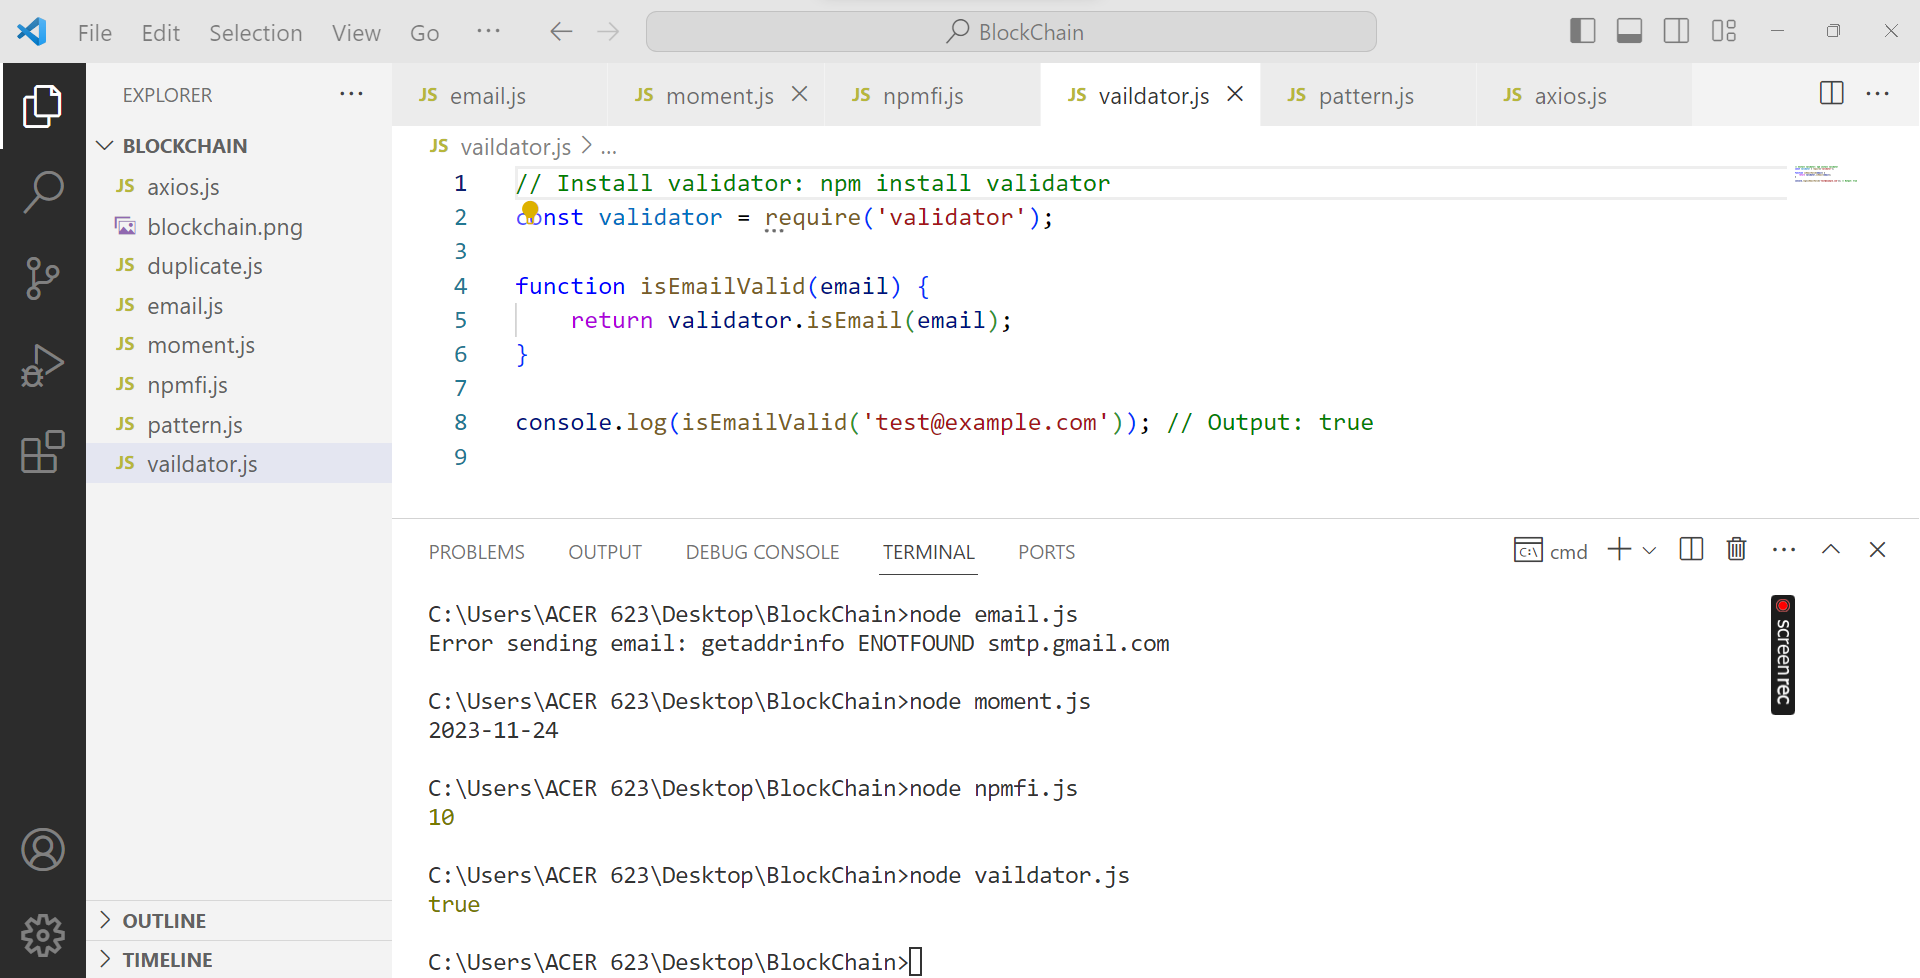 File Edit Selection View Go ... BlockChain
EXPLORER ...
BLOCKCHAIN
JS axios.js
blockchain.png
JS duplicate.js
JS email.js
JS moment.js
JS npmfi.js
JS pattern.js
JS vaildator.js
OUTLINE
TIMELINE
JS email.js JS moment.js JS npmfi.js JS vaildator.js JS pattern.js JS axios.js
JS vaildator.js > ...
1 // Install validator: npm install validator
2 const validator = require('validator');
3
4 function isEmailValid(email) {
5 return validator.isEmail(email);
6 }
7
8 console.log(isEmailValid('test@example.com')); // Output: true
9
PROBLEMS OUTPUT DEBUG CONSOLE TERMINAL PORTS cmd
C:\Users\ACER 623\Desktop\BlockChain>node email.js
Error sending email: getaddrinfo ENOTFOUND smtp.gmail.com
C:\Users\ACER 623\Desktop\BlockChain>node moment.js
2023-11-24
C:\Users\ACER 623\Desktop\BlockChain>node npmfi.js
10
C:\Users\ACER 623\Desktop\BlockChain>node vaildator.js
true
C:\Users\ACER 623\Desktop\BlockChain>
screenrec